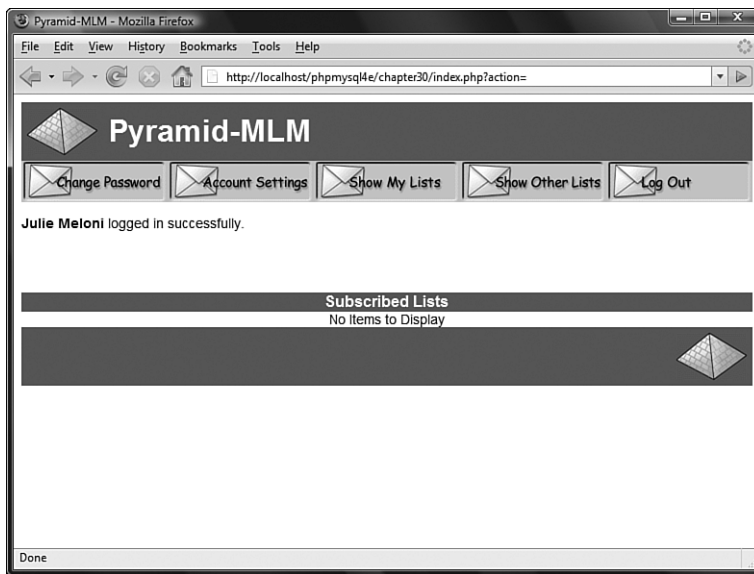 Pyramid-MLM - Mozilla Firefox
File Edit View History Bookmarks Tools Help
http://localhost/phpmysql4e/chapter30/index.php?action=
Pyramid-MLM
Change Password Account Settings Show My Lists Show Other Lists Log Out
Julie Meloni logged in successfully.
Subscribed Lists
No Items to Display
Done